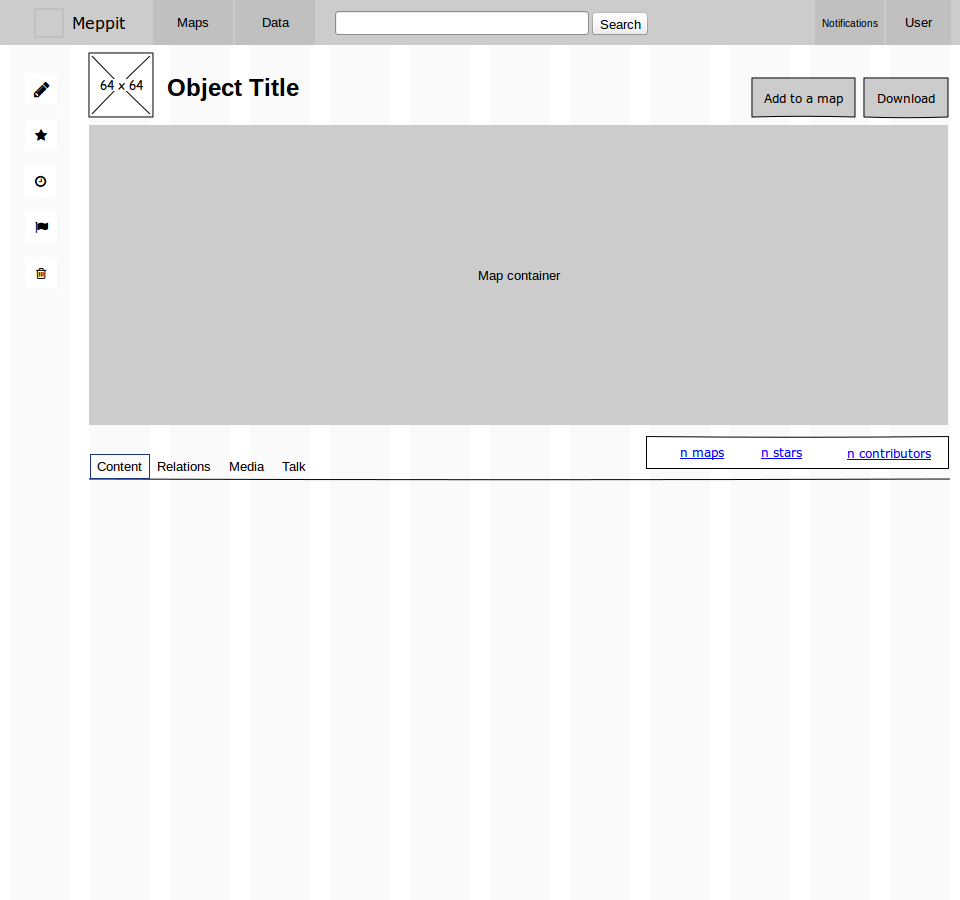 Meppit Maps Data Search Notifications User
64 x 64
Object Title
Add to a map Download
Map container
n maps n stars n contributors
Content Relations Media Talk